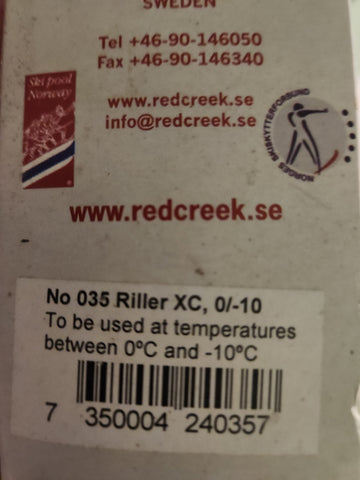 SWEDEN
Tel +46-90-146050
Fax +46-90-146340
Ski pool
Norway
www.redcreek.se
info@redcreek.se
NORGES SKISKYTTERFORBUND
www.redcreek.se
No 035 Riller XC, 0/-10
To be used at temperatures
between 0ºC and -10ºC
7 350004 240357